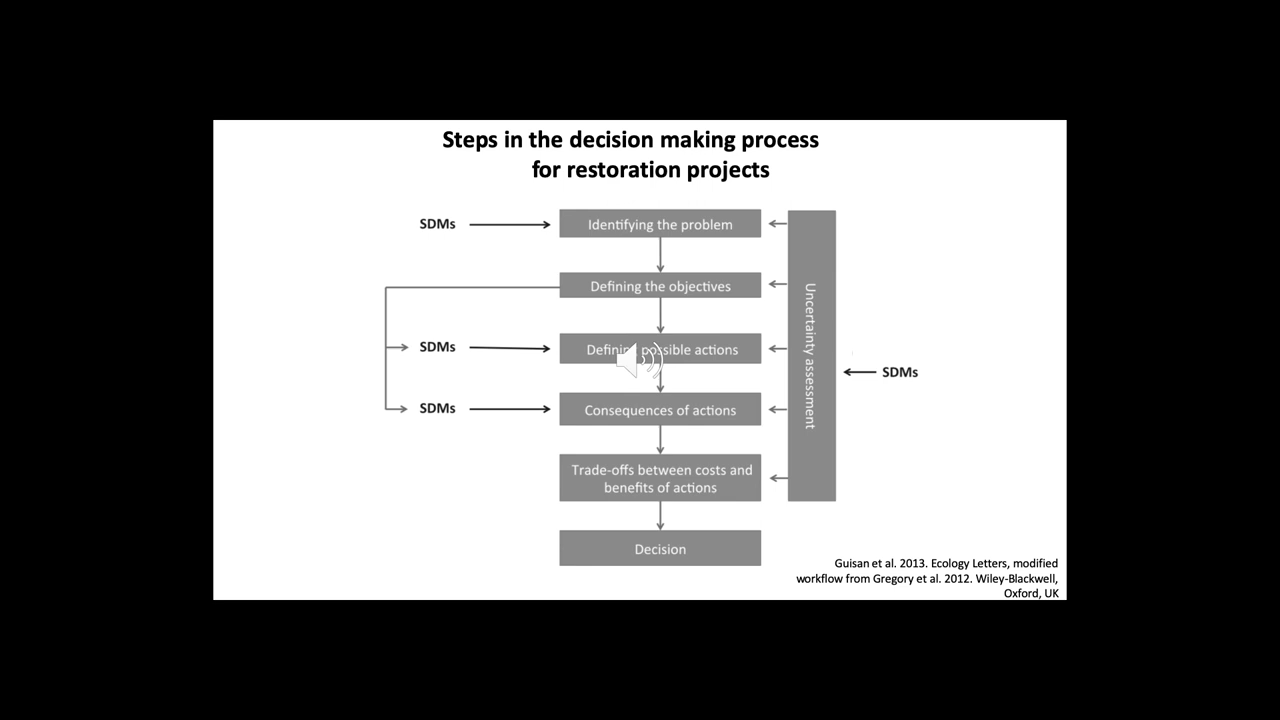 Steps in the decision making process
for restoration projects
SDMs
Identifying the problem
Defining the objectives
SDMs
Defining possible actions
Uncertainty assessment
SDMs
SDMs
Consequences of actions
Trade-offs between costs and
benefits of actions
Decision
Guisan et al. 2013. Ecology Letters, modified
workflow from Gregory et al. 2012. Wiley-Blackwell,
Oxford, UK